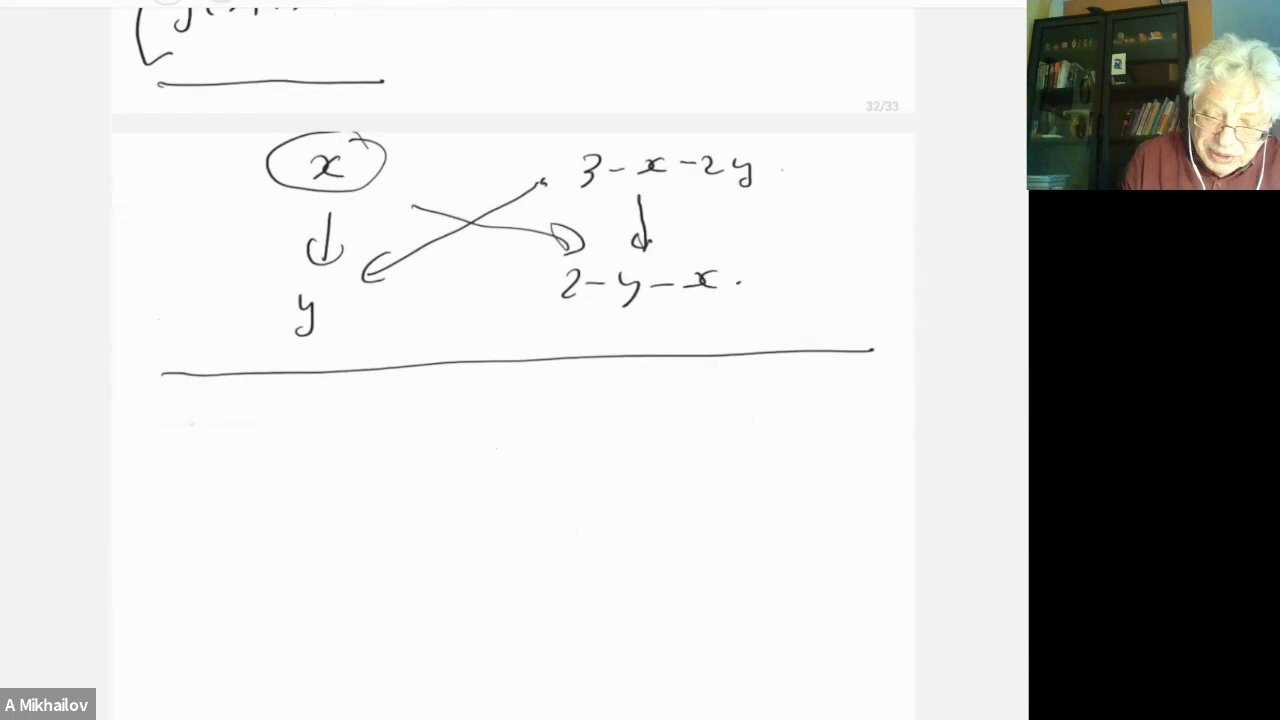 32/33
x 3 - x - 2y
2 - y - x.
y
A Mikhailov